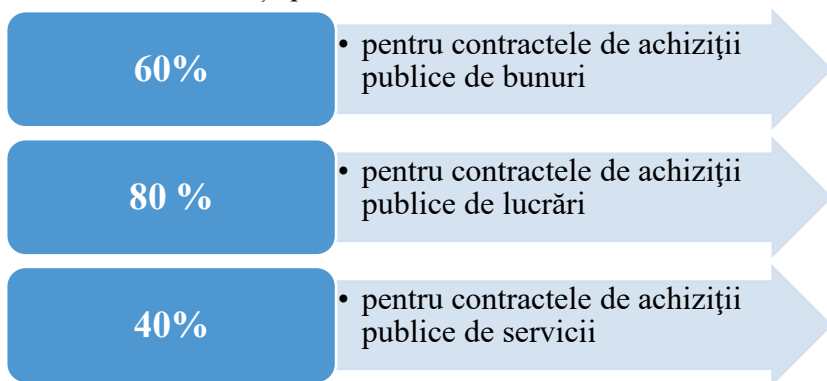 60%
• pentru contractele de achiziţii
publice de bunuri
80 %
• pentru contractele de achiziţii
publice de lucrări
40%
• pentru contractele de achiziţii
publice de servicii